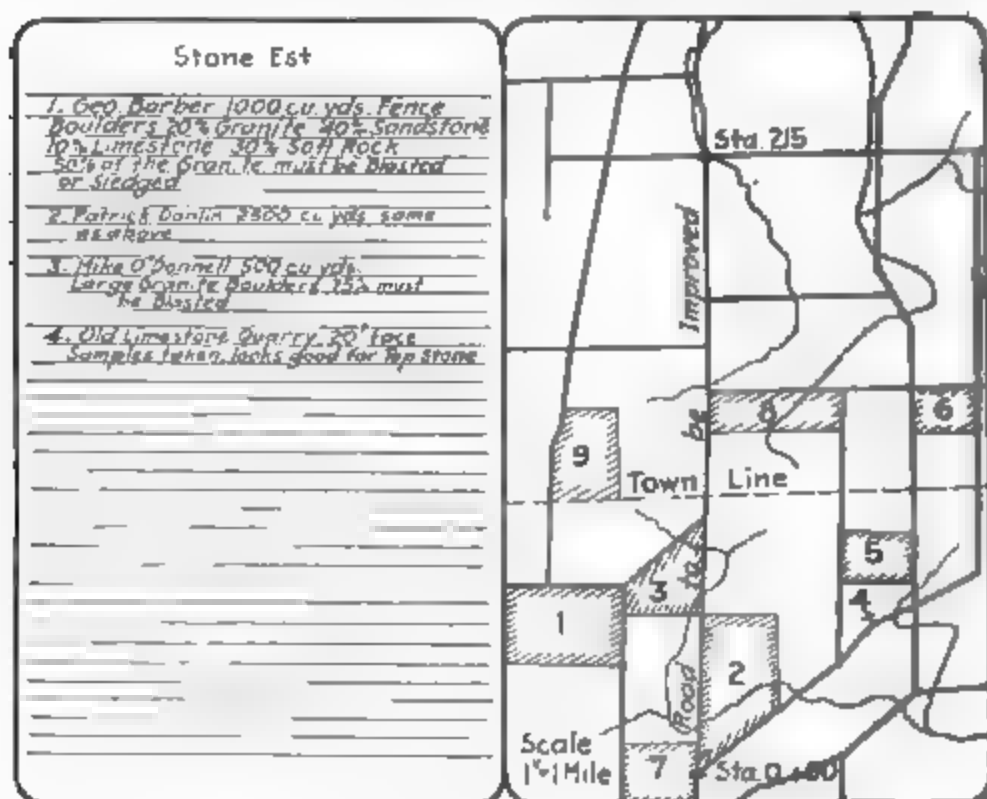 Stone Est
1. Geo. Barber 1000 cu. yds. Fence
Boulders 20% Granite 40% Sandstone
10% Limestone 30% Soft Rock
50% of the Granite must be Blasted
or Sledged
2. Patrick Donlin 2300 cu yds. same
as above
3. Mike O'Donnell 500 cu yds.
Large Granite Boulders 75% must
be Blasted
4. Old Limestone Quarry 20' face
Samples taken, looks good for Top Stone
Sta. 215
Improved
be
to
Road
8
6
9
Town Line
5
3
4
1
2
Scale
1"=1 Mile
7
Sta. 0+00